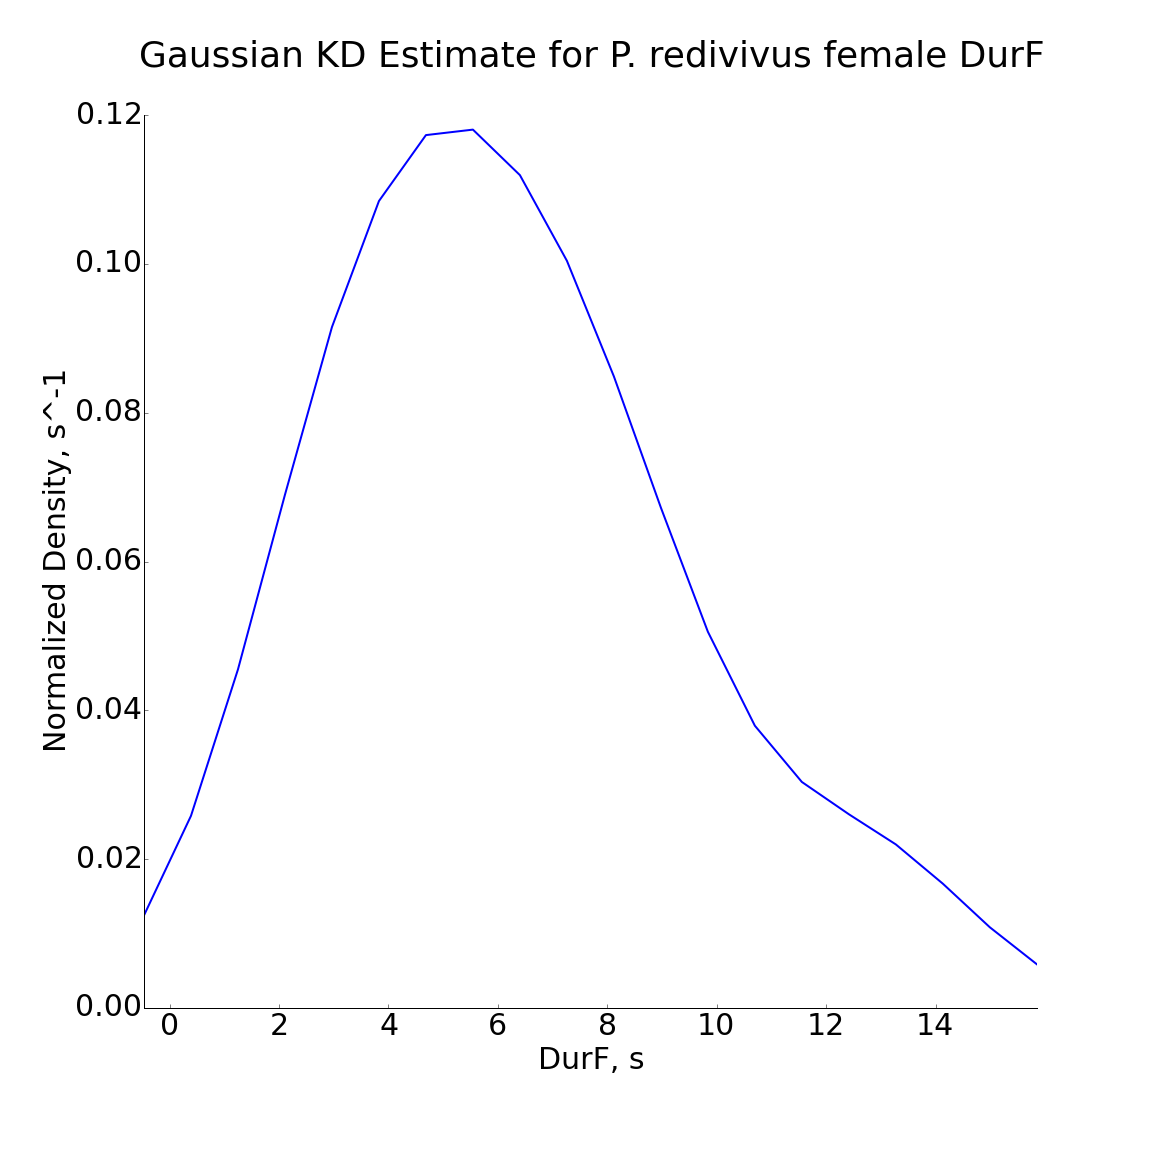 Gaussian KD Estimate for P. redivivus female DurF
0.12
0.10
0.08
0.06
0.04
0.02
0.00
Normalized Density, s^-1
0 2 4 6 8 10 12 14
DurF, s